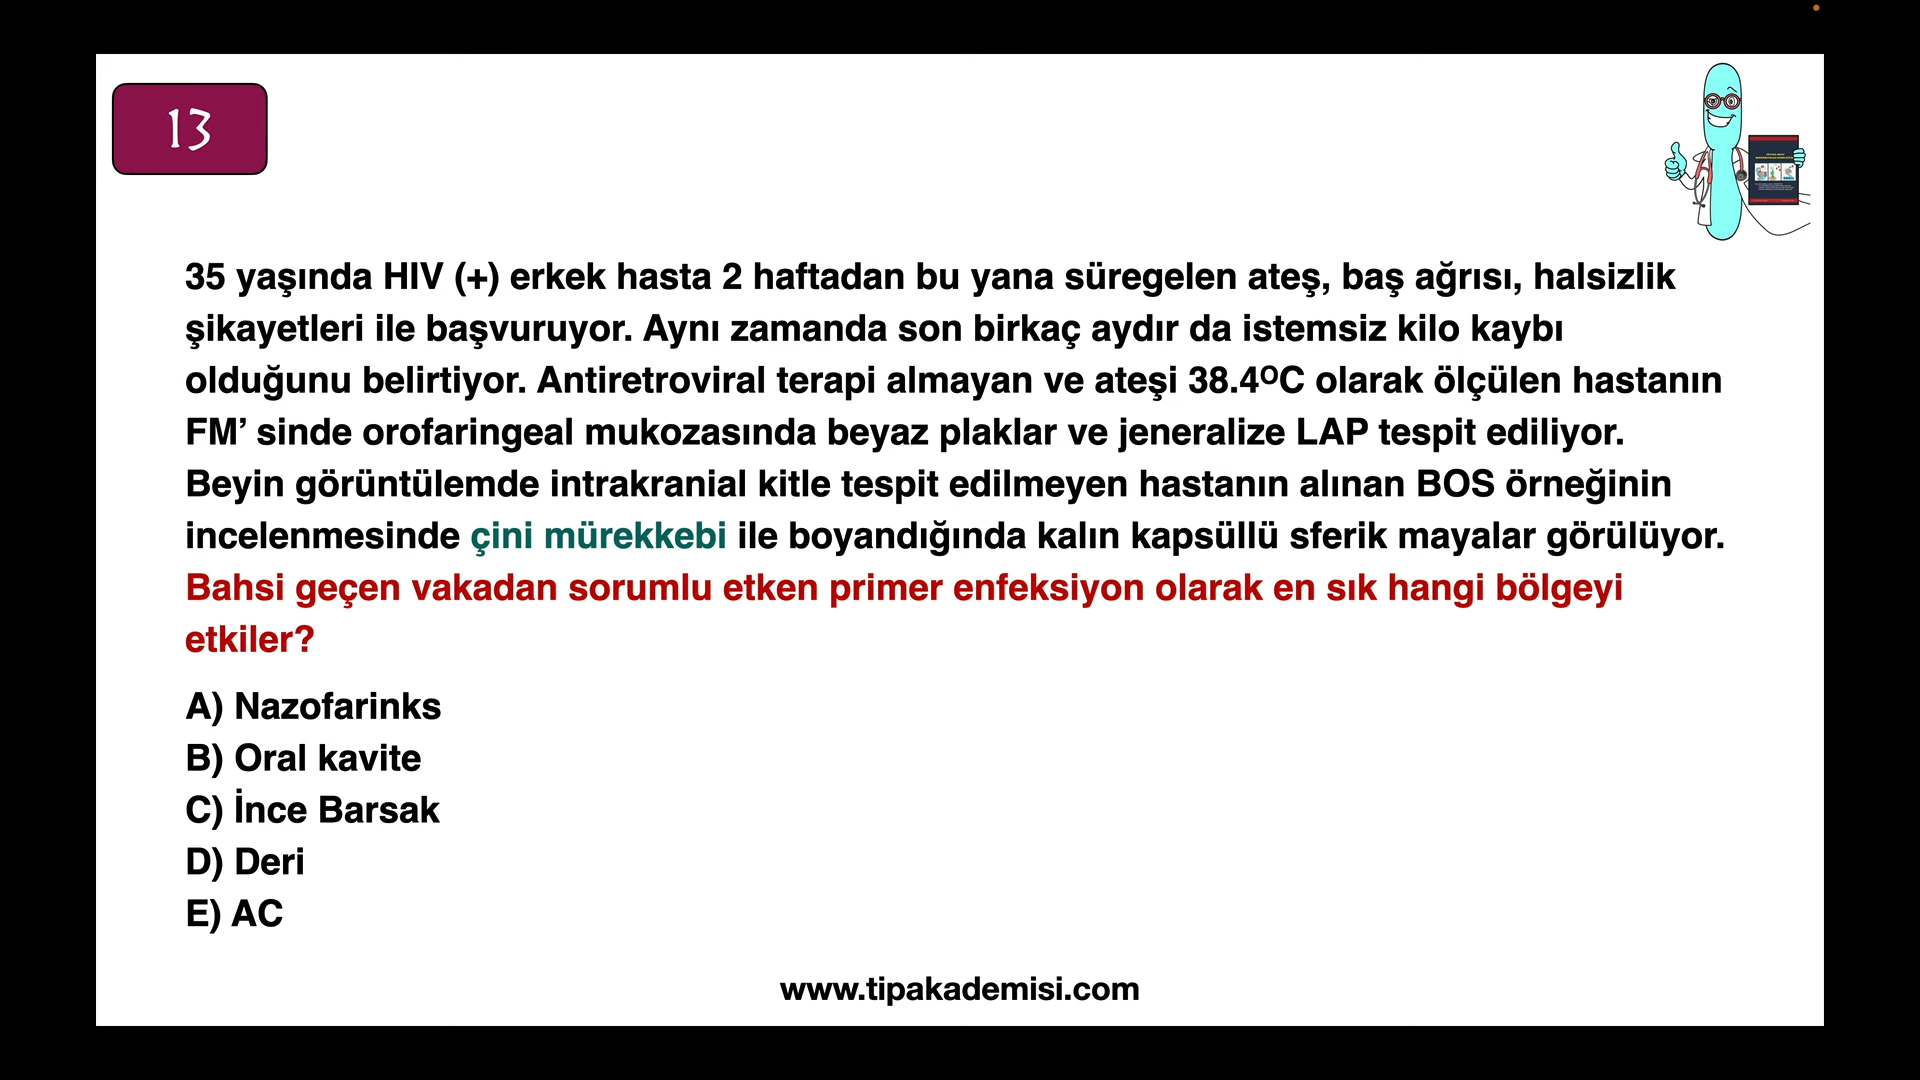 13
35 yaşında HIV (+) erkek hasta 2 haftadan bu yana süregelen ateş, baş ağrısı, halsizlik
şikayetleri ile başvuruyor. Aynı zamanda son birkaç aydır da istemsiz kilo kaybı
olduğunu belirtiyor. Antiretroviral terapi almayan ve ateşi 38.4ºC olarak ölçülen hastanın
FM’ sinde orofaringeal mukozasında beyaz plaklar ve jeneralize LAP tespit ediliyor.
Beyin görüntülemde intrakranial kitle tespit edilmeyen hastanın alınan BOS örneğinin
incelenmesinde çini mürekkebi ile boyandığında kalın kapsüllü sferik mayalar görülüyor.
Bahsi geçen vakadan sorumlu etken primer enfeksiyon olarak en sık hangi bölgeyi
etkiler?
A) Nazofarinks
B) Oral kavite
C) İnce Barsak
D) Deri
E) AC
www.tipakademisi.com